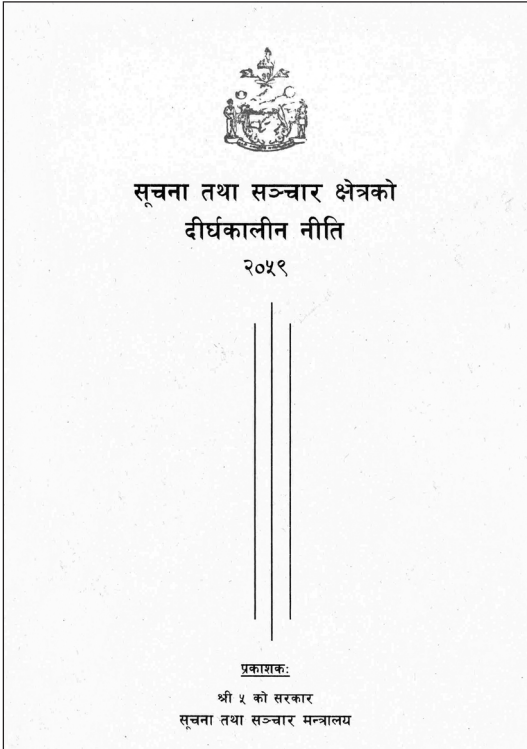 सूचना तथा सञ्चार क्षेत्रको
दीर्घकालीन नीति
२०५९
प्रकाशकः
श्री ५ को सरकार
सूचना तथा सञ्चार मन्त्रालय